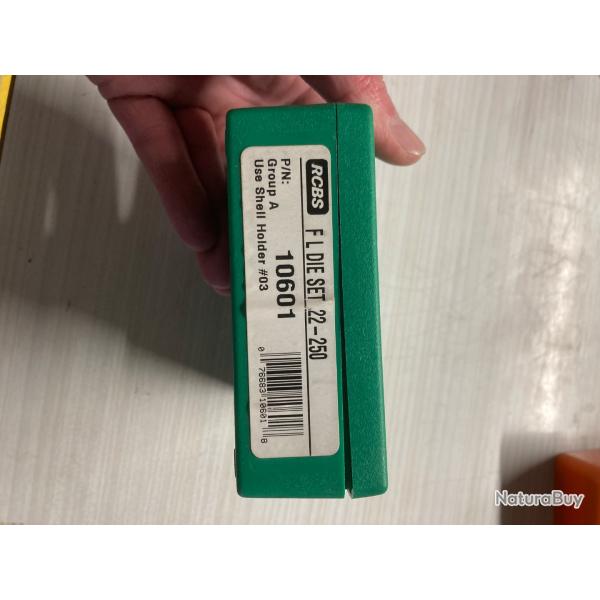 RCBS F L DIE SET 22-250
P/N: 10601
Group A
Use Shell Holder #03
0 76683 10601 8
NaturaBuy